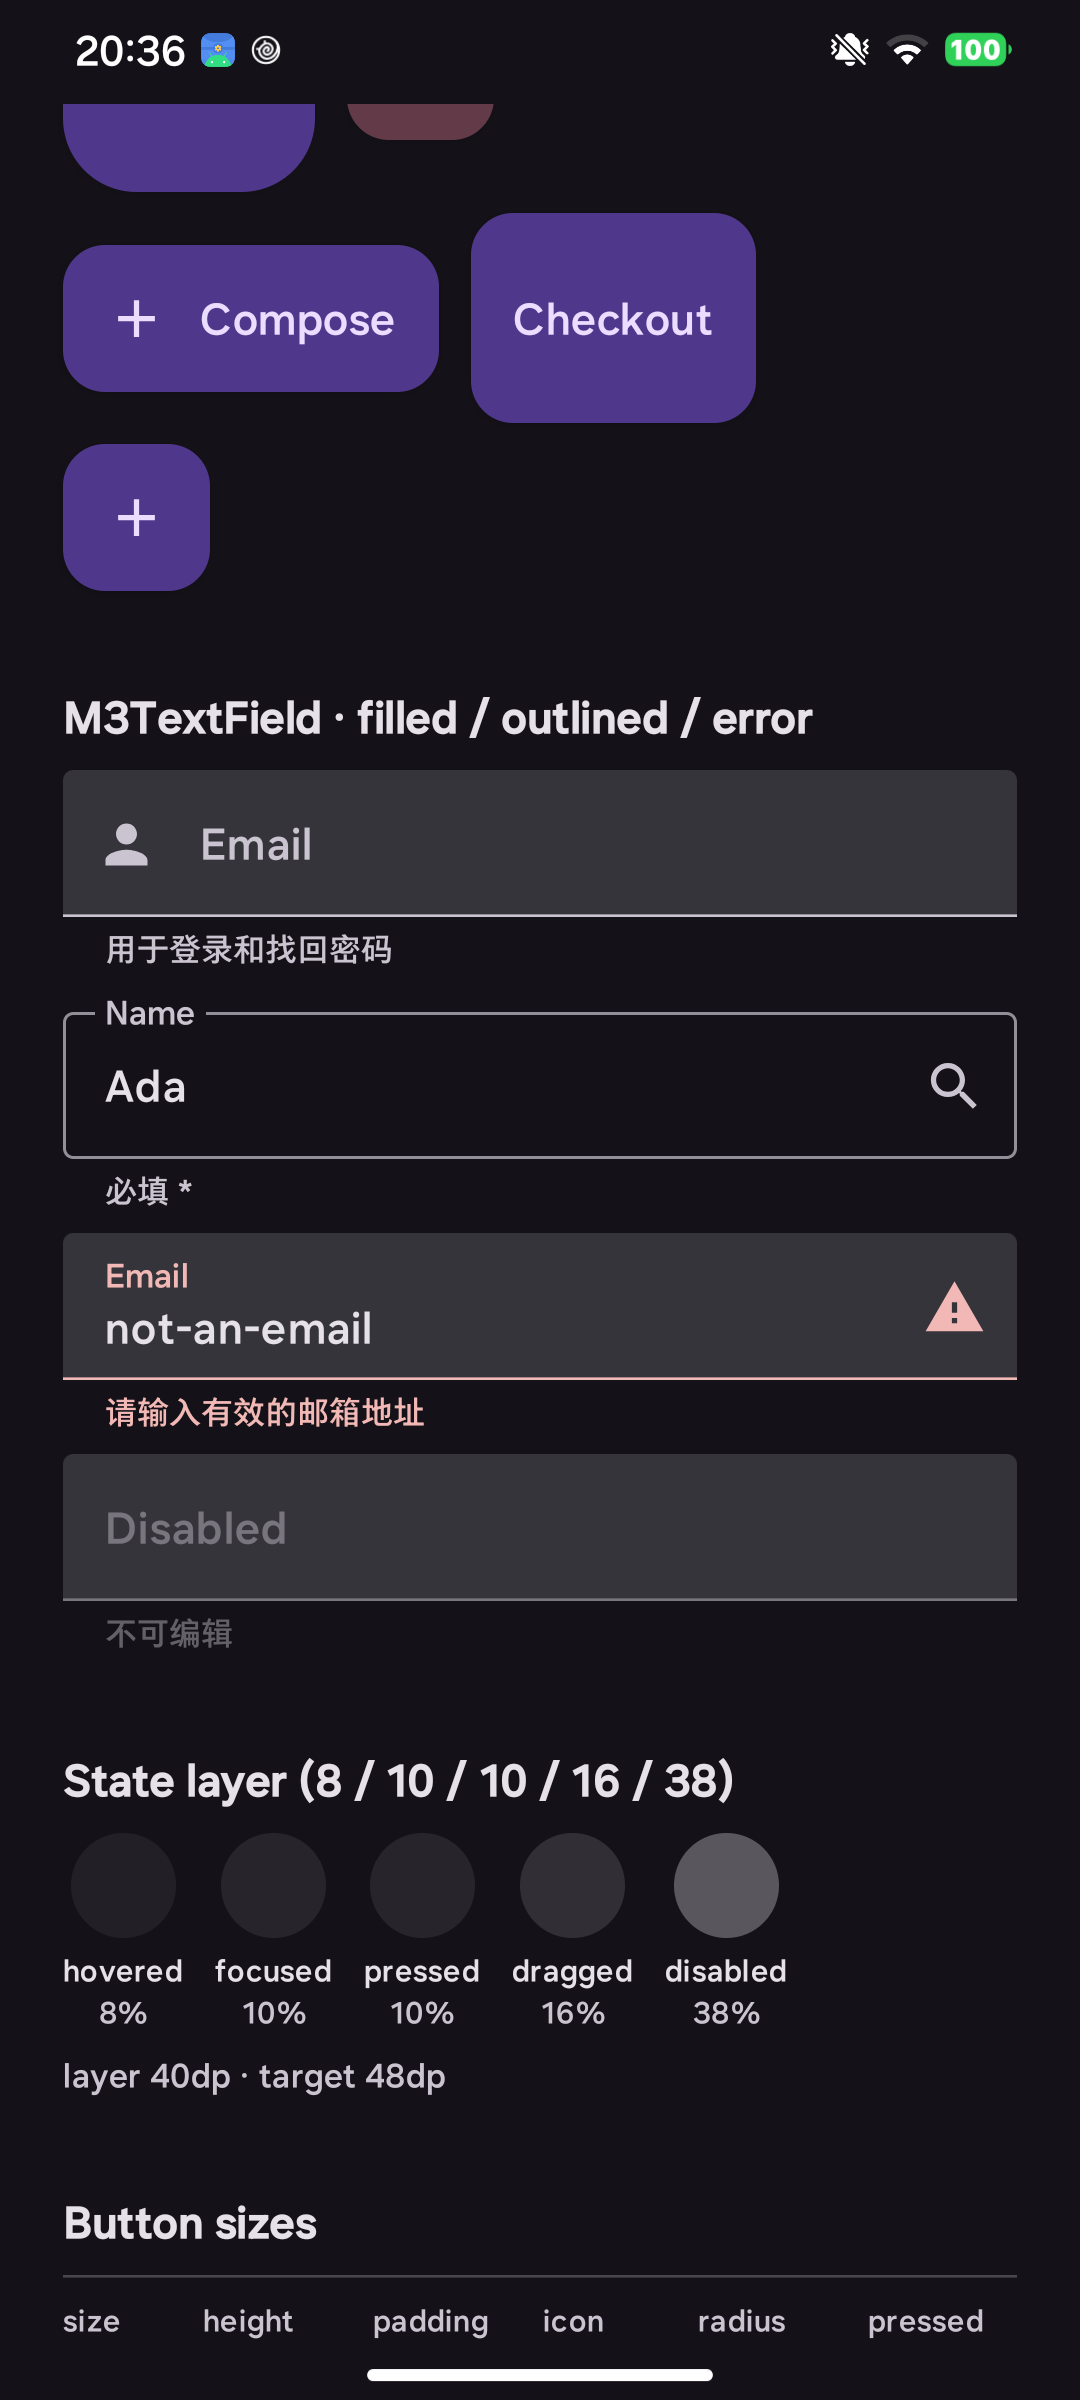 20:36
100
Compose
Checkout
M3TextField · filled / outlined / error
Email
用于登录和找回密码
Name
Ada
必填 *
Email
not-an-email
请输入有效的邮箱地址
Disabled
不可编辑
State layer (8 / 10 / 10 / 16 / 38)
hovered focused pressed dragged disabled
8% 10% 10% 16% 38%
layer 40dp · target 48dp
Button sizes
size height padding icon radius pressed